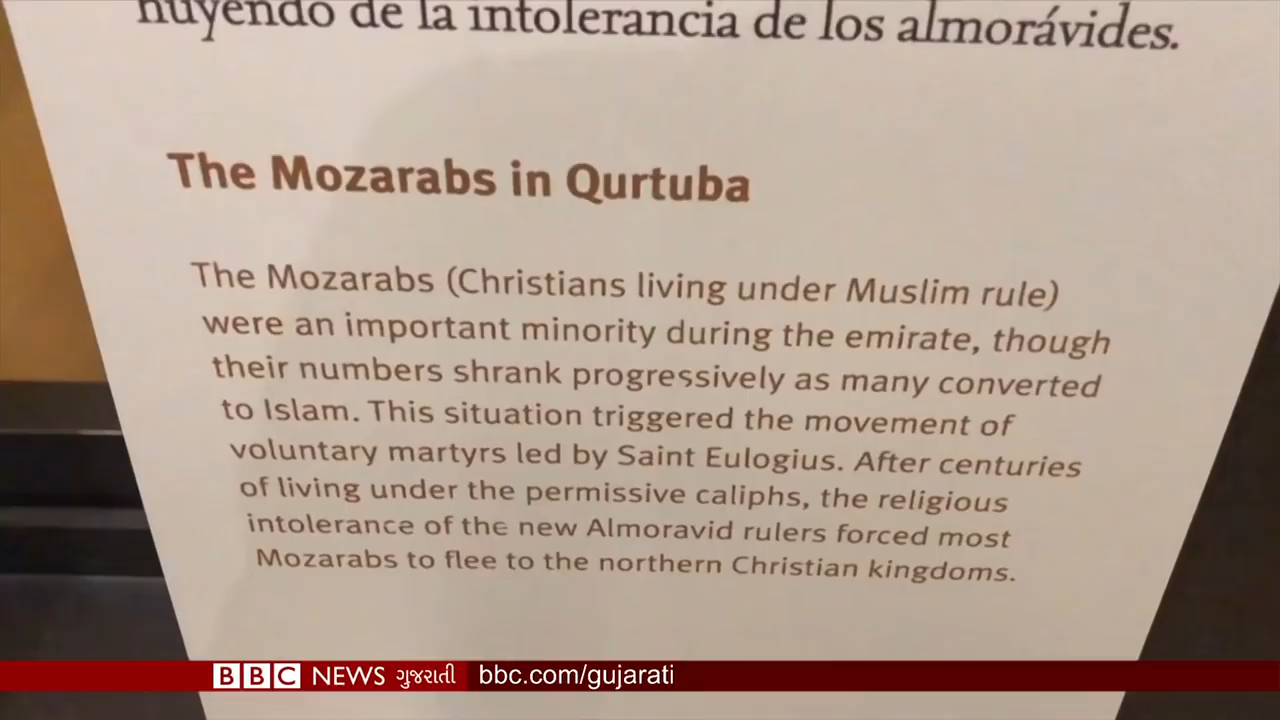 huyendo de la intolerancia de los almorávides.
The Mozarabs in Qurtuba
The Mozarabs (Christians living under Muslim rule)
were an important minority during the emirate, though
their numbers shrank progressively as many converted
to Islam. This situation triggered the movement of
voluntary martyrs led by Saint Eulogius. After centuries
of living under the permissive caliphs, the religious
intolerance of the new Almoravid rulers forced most
Mozarabs to flee to the northern Christian kingdoms.
BBC NEWS ગુજરાતી bbc.com/gujarati